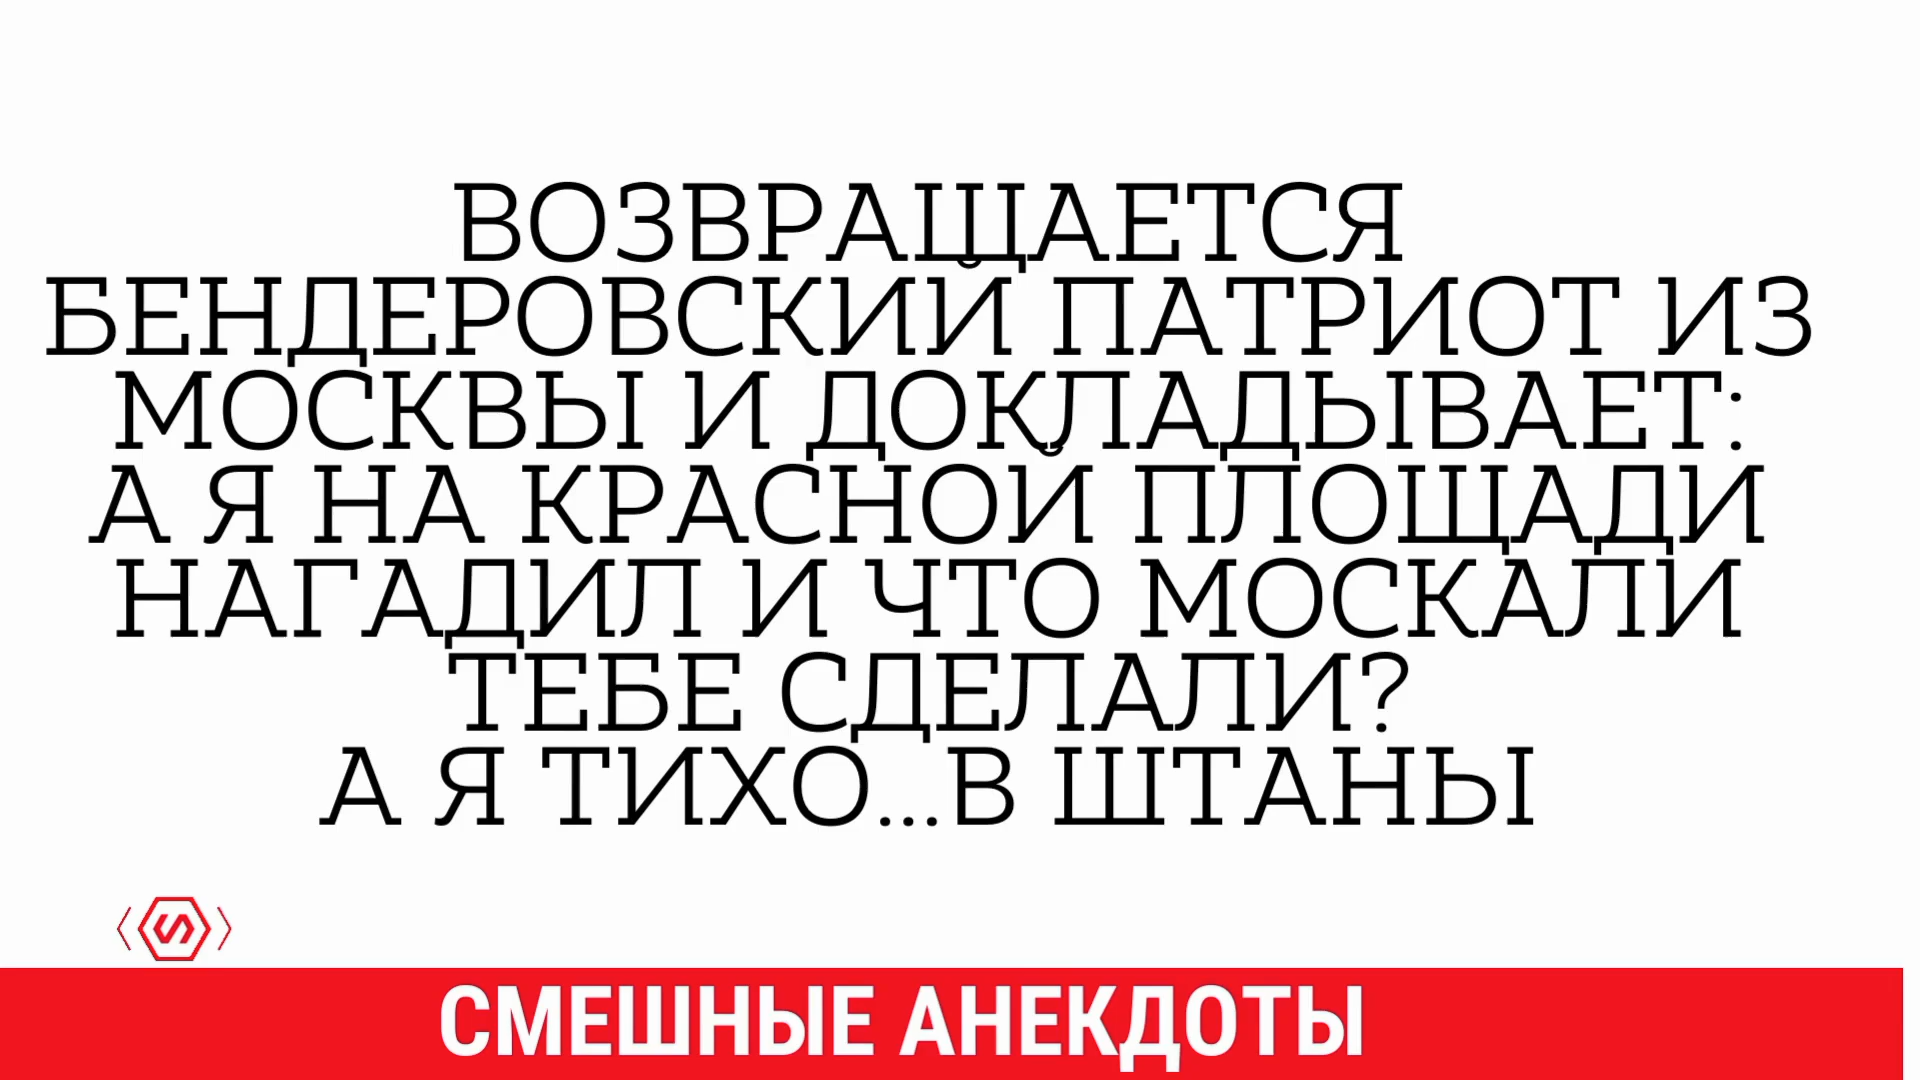 ВОЗВРАЩАЕТСЯ
БЕНДЕРОВСКИЙ ПАТРИОТ ИЗ
МОСКВЫ И ДОКЛАДЫВАЕТ:
А Я НА КРАСНОЙ ПЛОЩАДИ
НАГАДИЛ И ЧТО МОСКАЛИ
ТЕБЕ СДЕЛАЛИ?
А Я ТИХО...В ШТАНЫ
СМЕШНЫЕ АНЕКДОТЫ